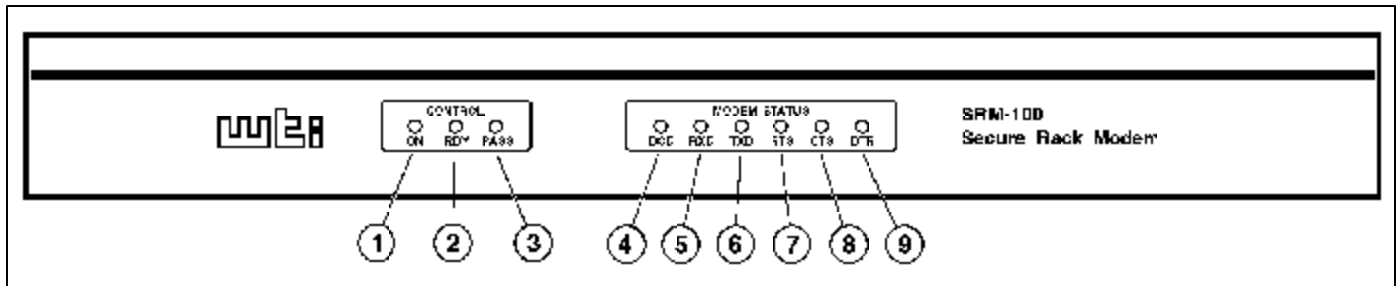 wti
CONTROL
ON RDY PASS
MODEM STATUS
DCD RXD TXD RTS CTS DTR
SRM-100
Secure Rack Modem
1 2 3 4 5 6 7 8 9